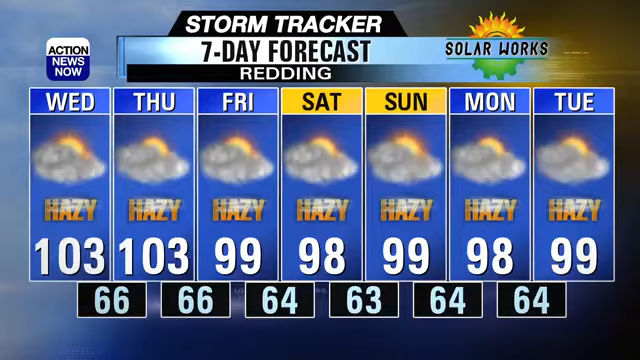 STORM TRACKER
ACTION
NEWS
NOW
7-DAY FORECAST
REDDING
SOLAR WORKS
WED THU FRI SAT SUN MON TUE
HAZY HAZY HAZY HAZY HAZY HAZY HAZY
103 103 99 98 99 98 99
66 66 64 63 64 64